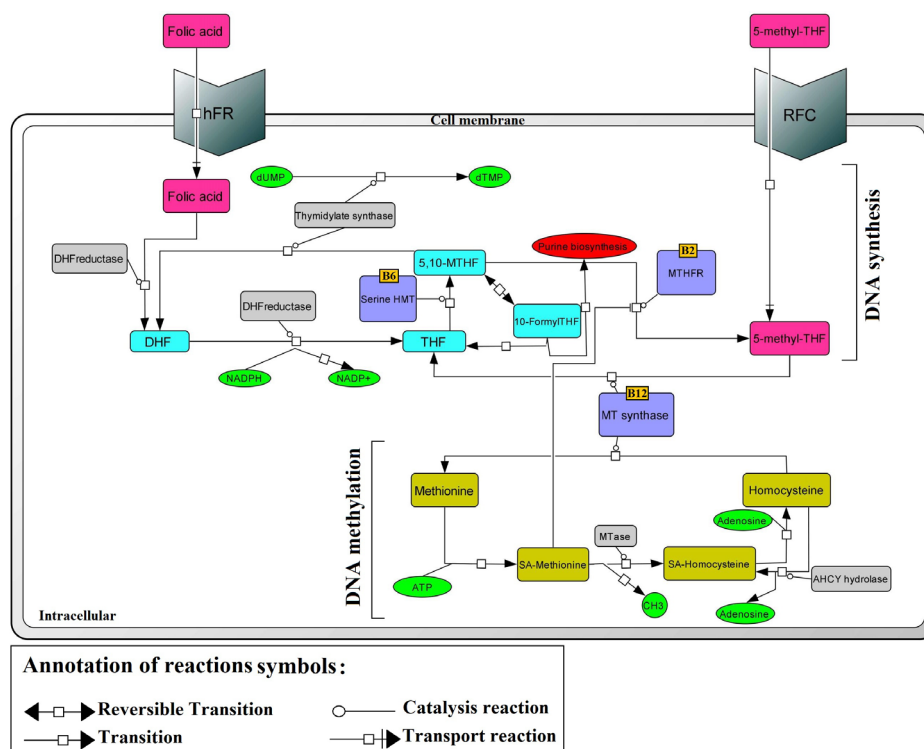 Folic acid
5-methyl-THF
hFR
RFC
Cell membrane
dUMP
dTMP
Folic acid
Thymidylate synthase
DNA synthesis
DHFreductase
5,10-MTHF
Purine biosynthesis
B2
MTHFR
B6
Serine HMT
DHFreductase
10-FormylTHF
DHF
THF
5-methyl-THF
NADPH
NADP+
B12
MT synthase
DNA methylation
Methionine
Homocysteine
Adenosine
MTase
SA-Methionine
SA-Homocysteine
ATP
AHCY hydrolase
CH3
Adenosine
Intracellular
Annotation of reactions symbols:
Reversible Transition
Catalysis reaction
Transition
Transport reaction